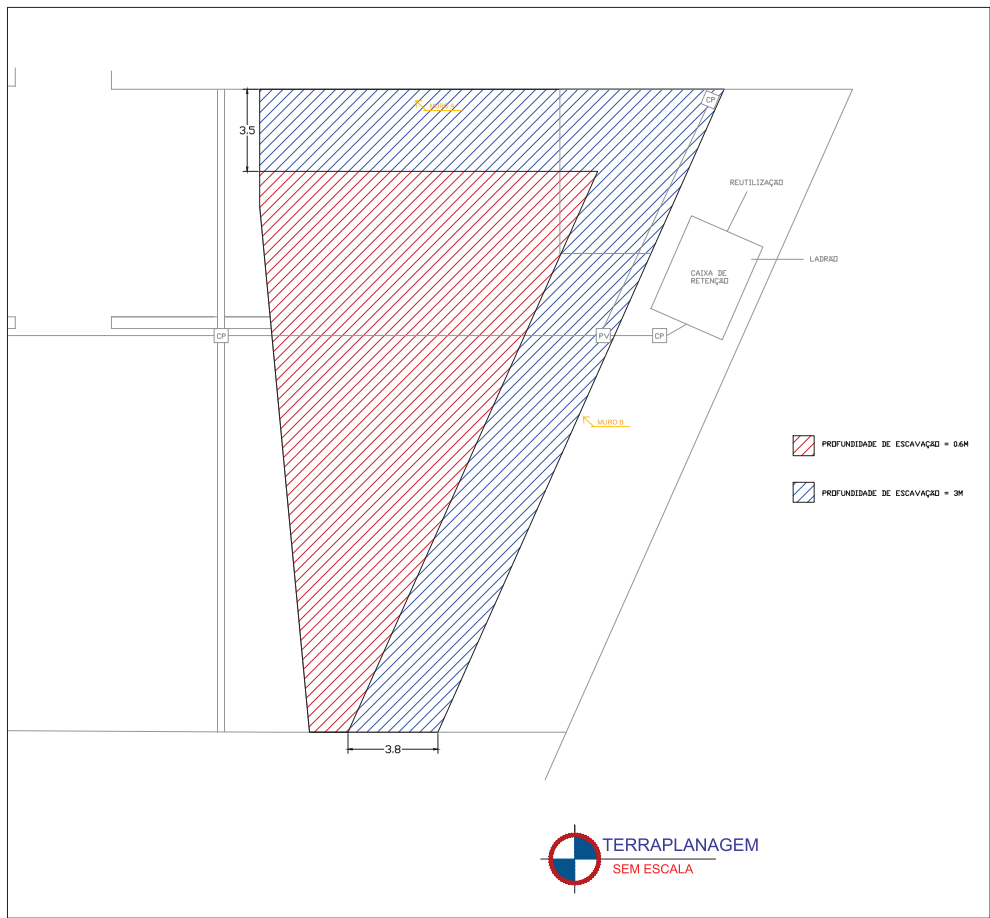 MURO A
CP
3.5
REUTILIZAÇÃO
LADRÃO
CAIXA DE
RETENÇÃO
CP
PV
CP
MURO B
PROFUNDIDADE DE ESCAVAÇÃO = 0.6M
PROFUNDIDADE DE ESCAVAÇÃO = 3M
3.8
TERRAPLANAGEM
SEM ESCALA